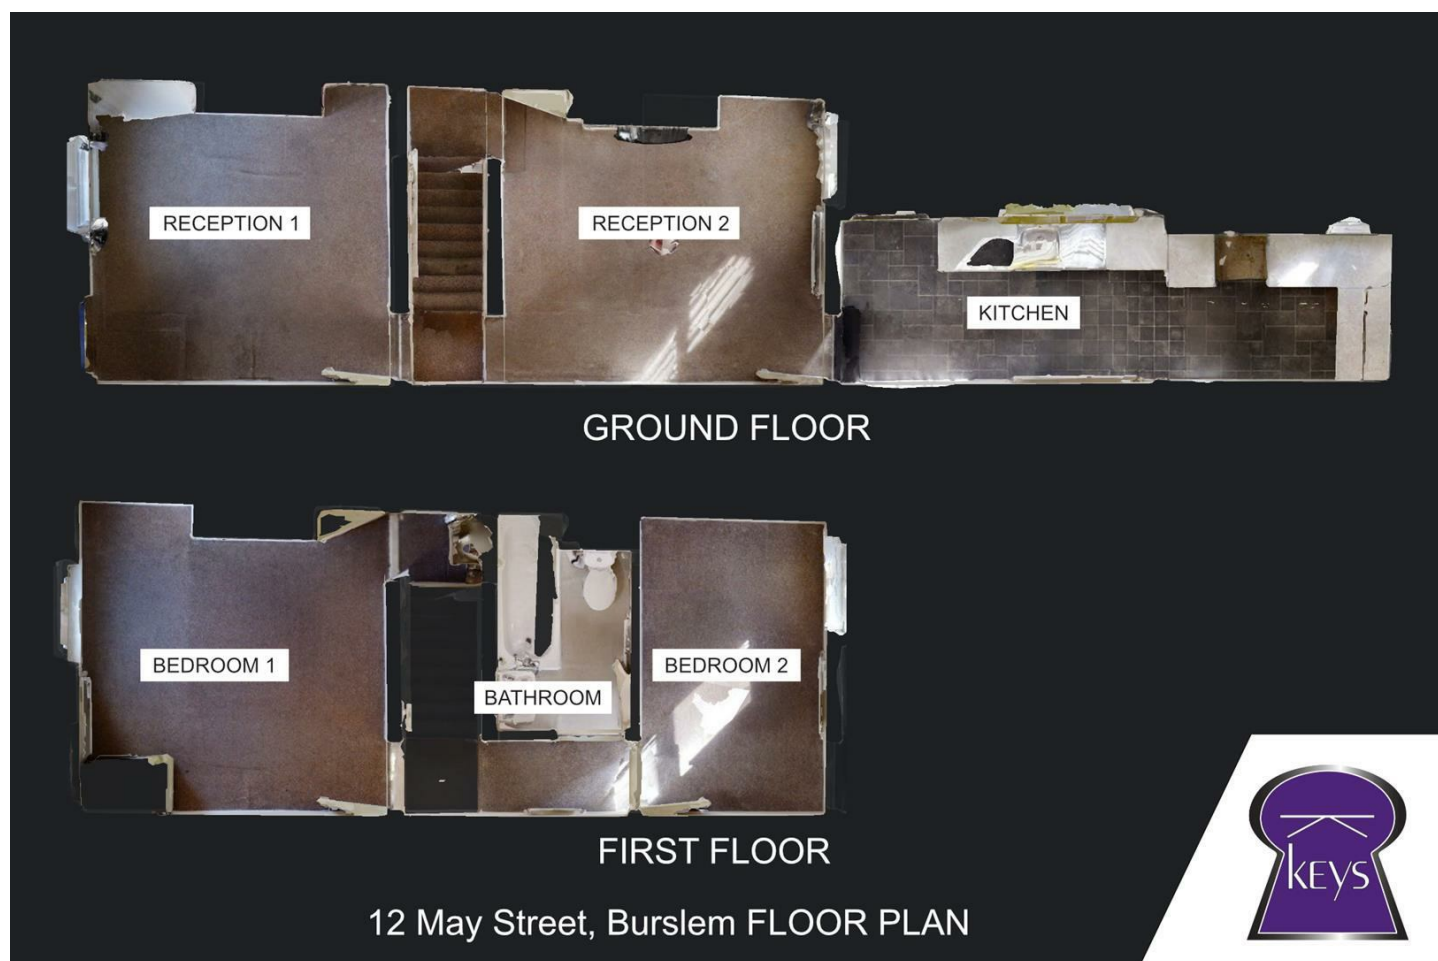 RECEPTION 1
RECEPTION 2
KITCHEN
GROUND FLOOR
BEDROOM 1
BATHROOM
BEDROOM 2
FIRST FLOOR
12 May Street, Burslem FLOOR PLAN
KEYS